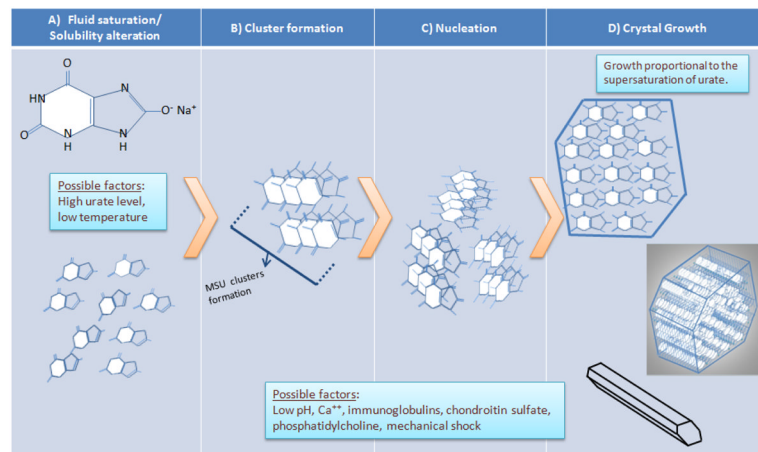 A) Fluid saturation/
Solubility alteration
B) Cluster formation
C) Nucleation
D) Crystal Growth
O
HN
O
N
H
N
N
H
O⁻ Na⁺
Possible factors:
High urate level,
low temperature
MSU clusters
formation
Growth proportional to the
supersaturation of urate.
Possible factors:
Low pH, Ca⁺⁺, immunoglobulins, chondroitin sulfate,
phosphatidylcholine, mechanical shock